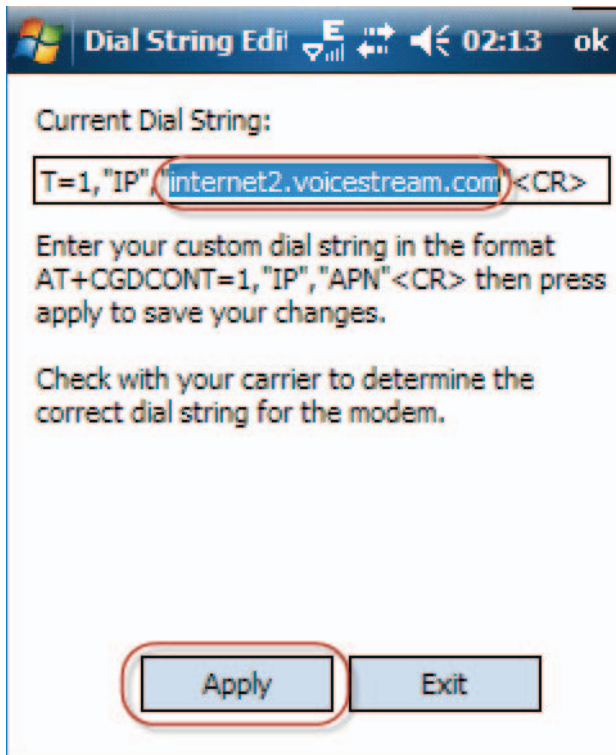 Dial String Edi E 02:13 ok
Current Dial String:
T=1,"IP","internet2.voicestream.com"<CR>
Enter your custom dial string in the format
AT+CGDCONT=1,"IP","APN"<CR> then press
apply to save your changes.
Check with your carrier to determine the
correct dial string for the modem.
Apply Exit